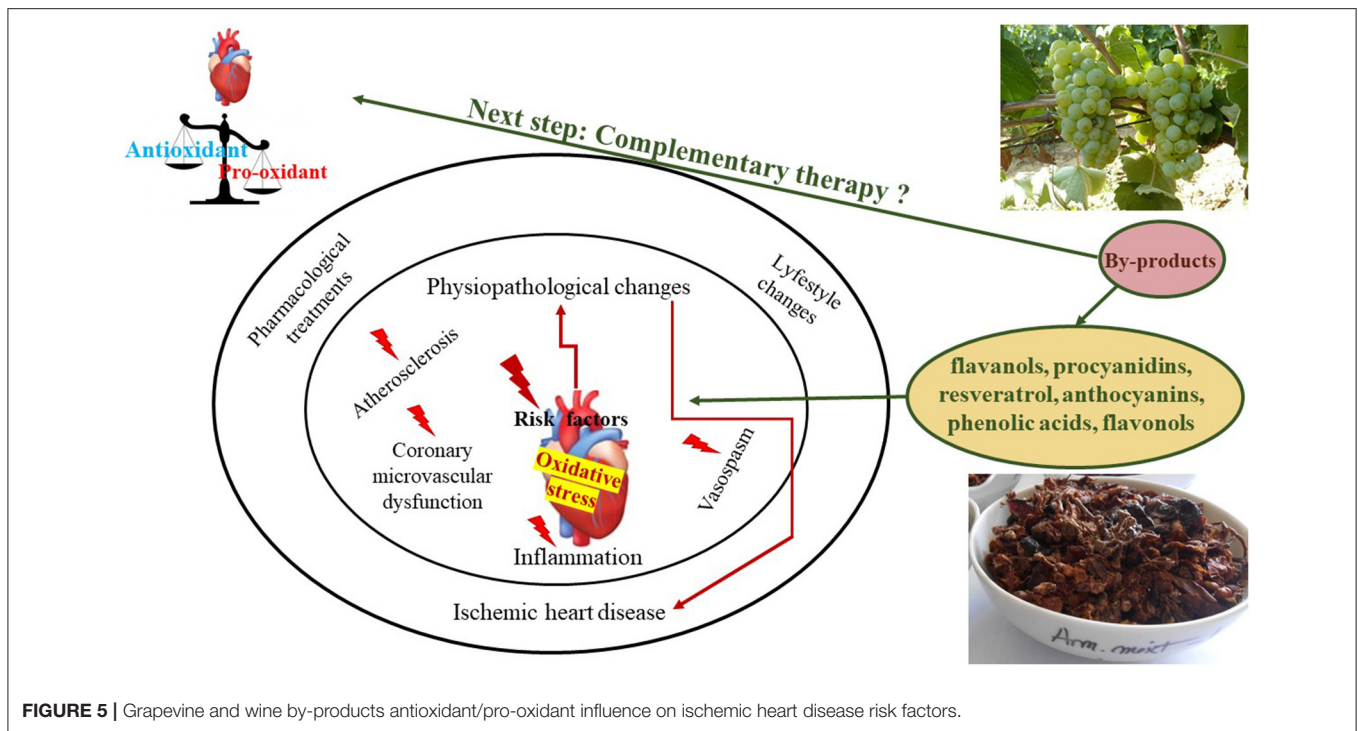 Antioxidant
Pro-oxidant
Next step: Complementary therapy ?
By-products
flavanols, procyanidins,
resveratrol, anthocyanins,
phenolic acids, flavonols
Pharmacological
treatments
Lyfestyle
changes
Physiopathological changes
Atherosclerosis
Risk factors
Oxidative
stress
Coronary
microvascular
dysfunction
Vasospasm
Inflammation
Ischemic heart disease
Arm. moixt
FIGURE 5 | Grapevine and wine by-products antioxidant/pro-oxidant influence on ischemic heart disease risk factors.